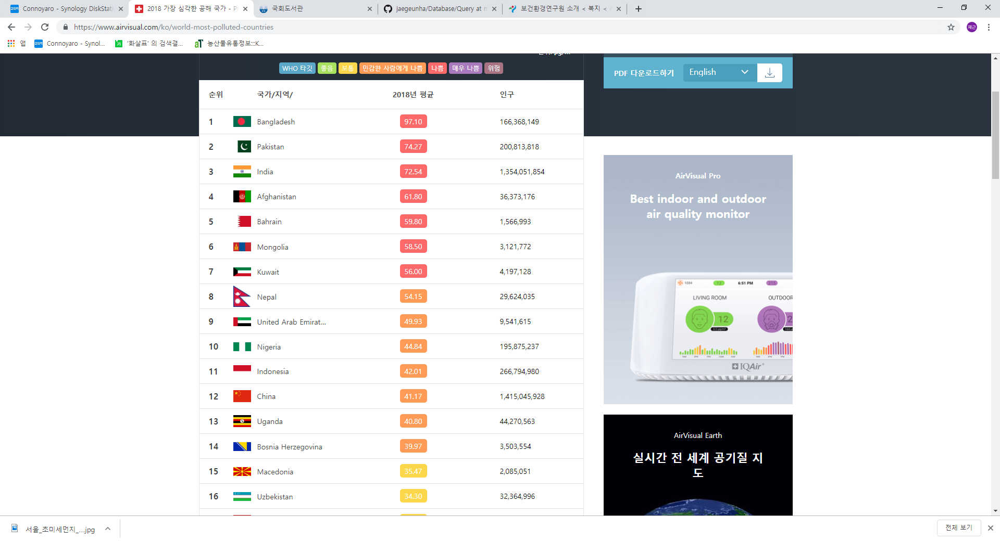 Connoyaro - Synology DiskStati
2018 가장 심각한 공해 국가 - P
국회도서관
jaegeunha/Database/Query at m
보건환경연구원 소개 < 복지 <
https://www.airvisual.com/ko/world-most-polluted-countries
재근
앱
Connoyaro - Synol...
'화살표' 의 검색결...
aT 농산물유통정보:::K...
WHO 타깃 좋음 보통 민감한 사람에게 나쁨 나쁨 매우 나쁨 위험
PDF 다운로드하기 English
순위 국가/지역/ 2018년 평균 인구
1 Bangladesh 97.10 166,368,149
2 Pakistan 74.27 200,813,818
3 India 72.54 1,354,051,854
4 Afghanistan 61.80 36,373,176
5 Bahrain 59.80 1,566,993
6 Mongolia 58.50 3,121,772
7 Kuwait 56.00 4,197,128
8 Nepal 54.15 29,624,035
9 United Arab Emirat... 49.93 9,541,615
10 Nigeria 44.84 195,875,237
11 Indonesia 42.01 266,794,980
12 China 41.17 1,415,045,928
13 Uganda 40.80 44,270,563
14 Bosnia Herzegovina 39.97 3,503,554
15 Macedonia 35.47 2,085,051
16 Uzbekistan 34.30 32,364,996
AirVisual Pro
Best indoor and outdoor
air quality monitor
1034 12 6:51 PM 215
LIVING ROOM OUTDOOR
12 2
IQAir
AirVisual Earth
실시간 전 세계 공기질 지
도
서울_초미세먼지_....jpg
전체 보기